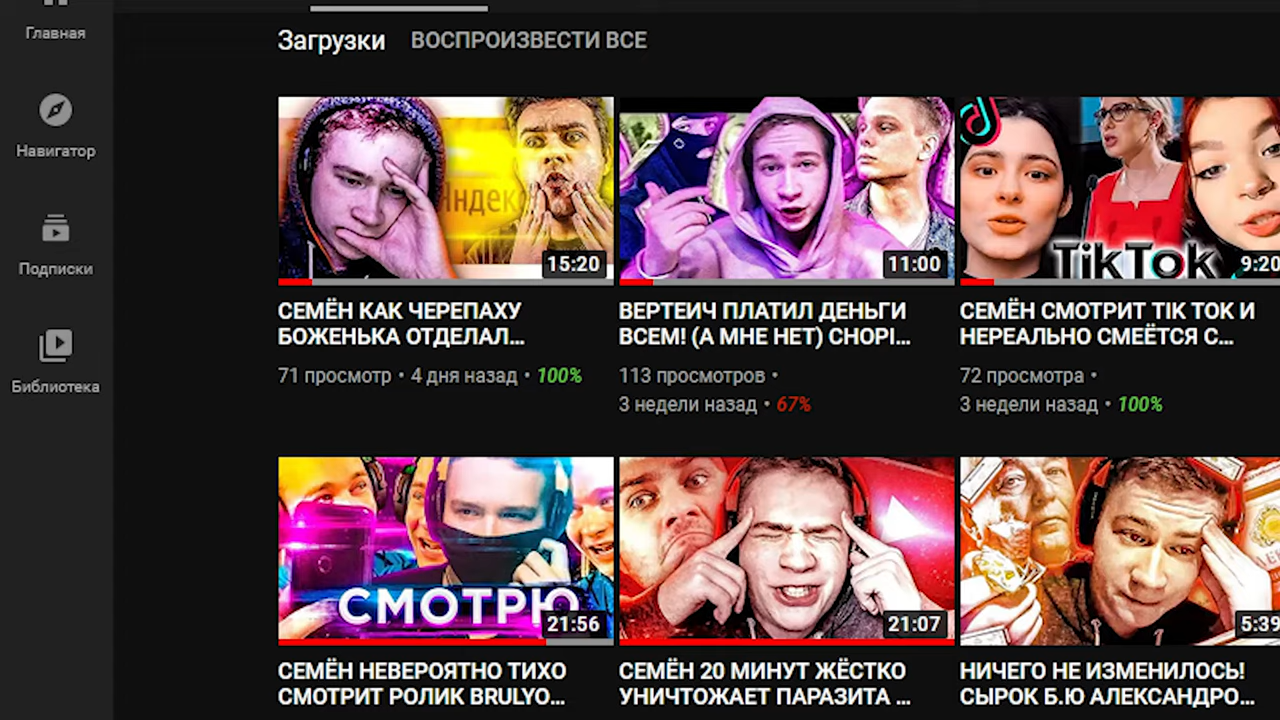 Главная
Навигатор
Подписки
Библиотека
Загрузки ВОСПРОИЗВЕСТИ ВСЕ
Яндекс
15:20
11:00
TikTok
9:20
СЕМЁН КАК ЧЕРЕПАХУ
БОЖЕНЬКА ОТДЕЛАЛ...
71 просмотр • 4 дня назад • 100%
ВЕРТЕИЧ ПЛАТИЛ ДЕНЬГИ
ВСЕМ! (А МНЕ НЕТ) CHOPI...
113 просмотров •
3 недели назад • 67%
СЕМЁН СМОТРИТ TIK TOK И
НЕРЕАЛЬНО СМЕЁТСЯ С...
72 просмотра •
3 недели назад • 100%
СМОТРЮ
21:56
21:07
5:39
СЕМЁН НЕВЕРОЯТНО ТИХО
СМОТРИТ РОЛИК BRULYO...
СЕМЁН 20 МИНУТ ЖЁСТКО
УНИЧТОЖАЕТ ПАРАЗИТА ...
НИЧЕГО НЕ ИЗМЕНИЛОСЬ!
СЫРОК Б.Ю АЛЕКСАНДРО...